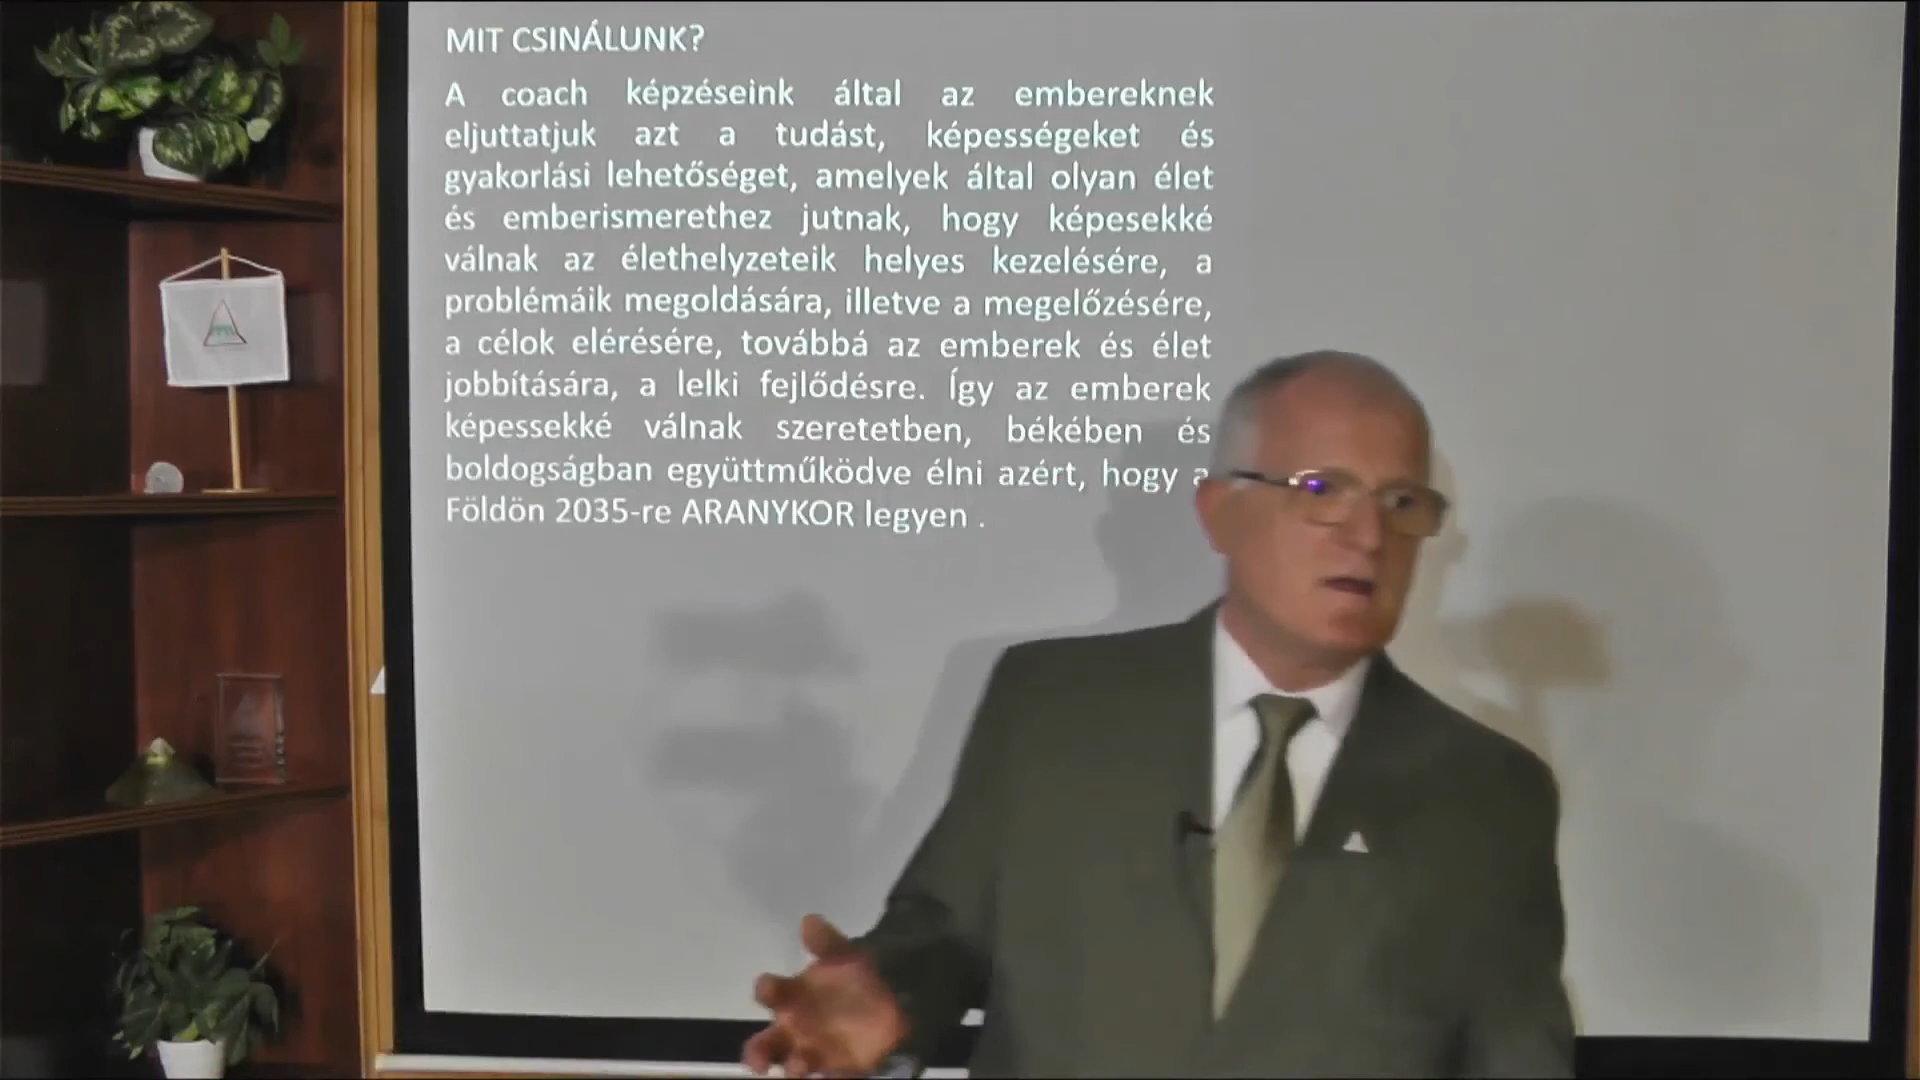 MIT CSINÁLUNK?
A coach képzéseink által az embereknek
eljuttatjuk azt a tudást, képességeket és
gyakorlási lehetőséget, amelyek által olyan élet
és emberismerethez jutnak, hogy képesekké
válnak az élethelyzeteik helyes kezelésére, a
problémáik megoldására, illetve a megelőzésére,
a célok elérésére, továbbá az emberek és élet
jobbítására, a lelki fejlődésre. Így az emberek
képessekké válnak szeretetben, békében és
boldogságban együttműködve élni azért, hogy a
Földön 2035-re ARANYKOR legyen .